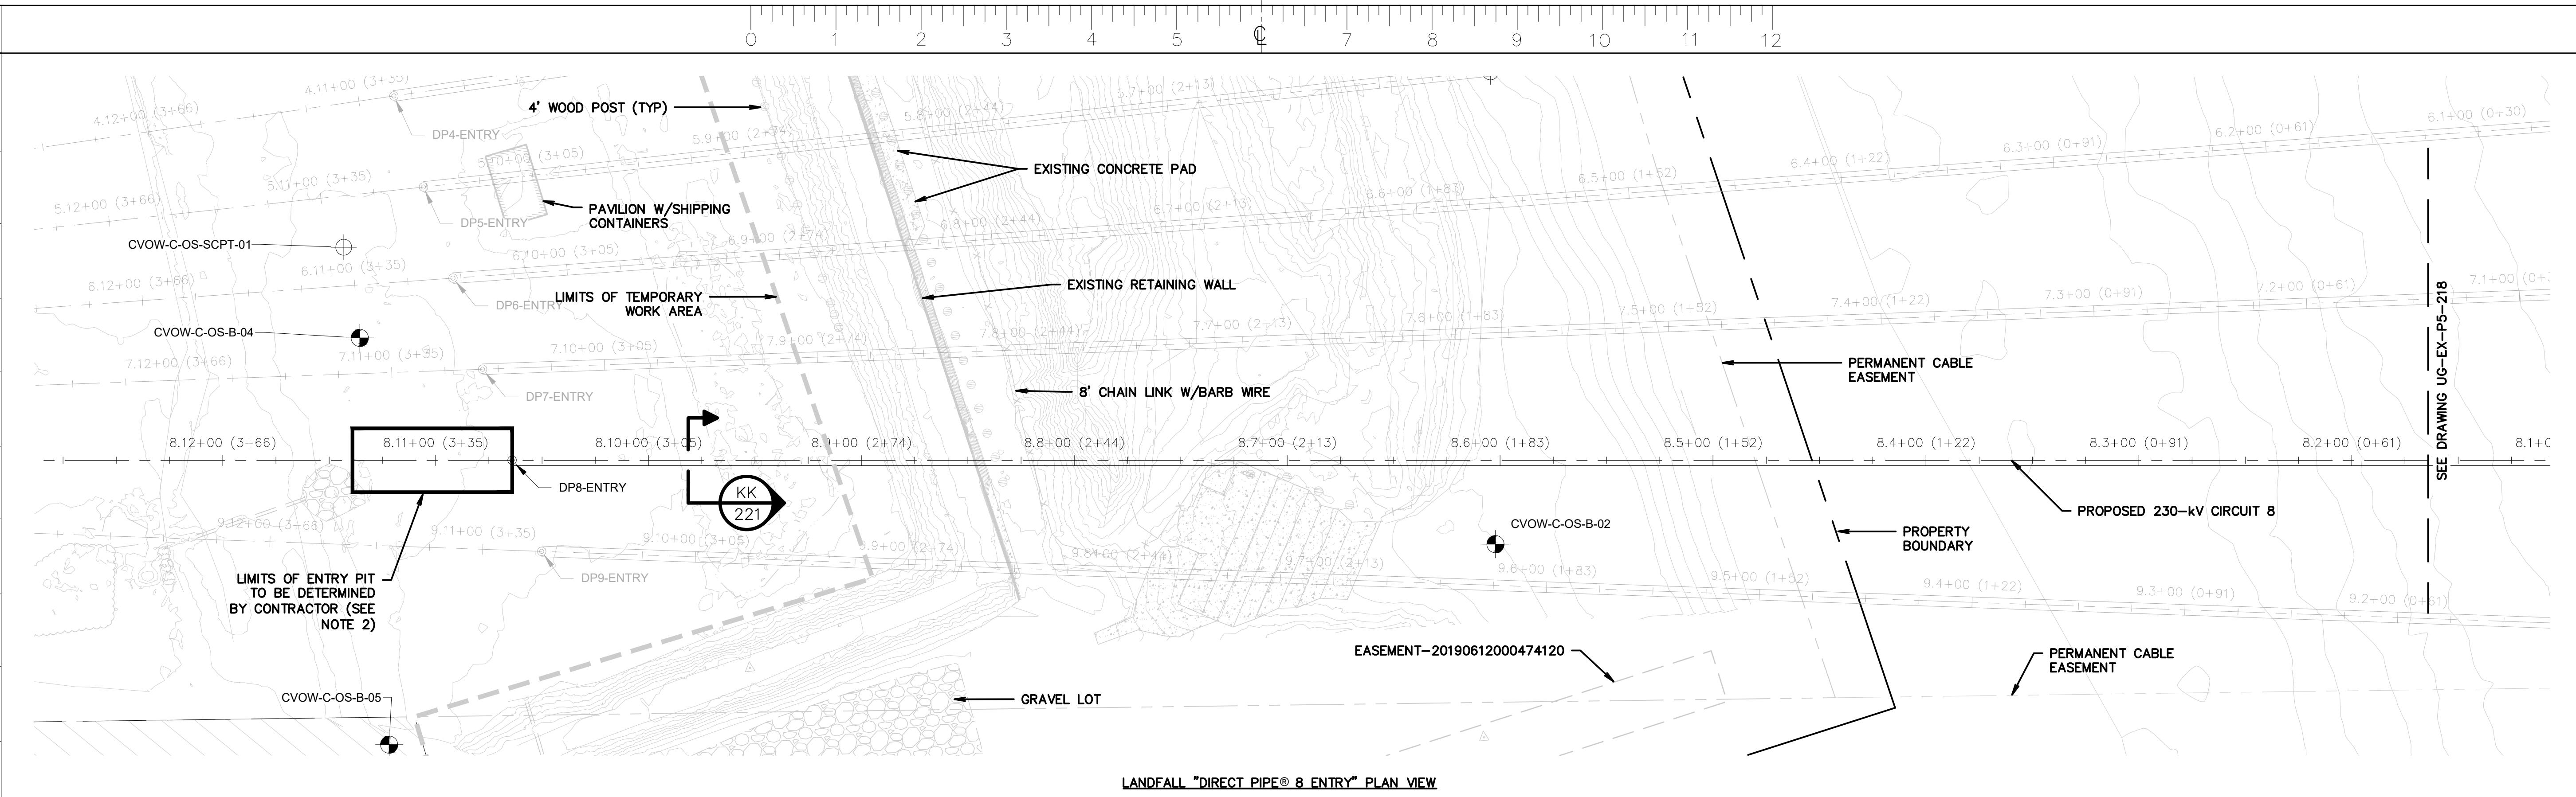 0 1 2 3 4 5 ℄ 7 8 9 10 11 12
4.12+00 (3+66)
4.11+00 (3+35)
DP4-ENTRY
4' WOOD POST (TYP)
5.12+00 (3+66)
5.11+00 (3+35)
5.10+00 (3+05)
5.9+00 (2+74)
5.8+00 (2+44)
5.7+00 (2+13)
DP5-ENTRY
PAVILION W/SHIPPING
CONTAINERS
EXISTING CONCRETE PAD
CVOW-C-OS-SCPT-01
6.12+00 (3+66)
6.11+00 (3+35)
6.10+00 (3+05)
6.9+00 (2+74)
6.8+00 (2+44)
6.7+00 (2+13)
6.6+00 (1+83)
6.5+00 (1+52)
6.4+00 (1+22)
6.3+00 (0+91)
6.2+00 (0+61)
6.1+00 (0+30)
DP6-ENTRY
LIMITS OF TEMPORARY
WORK AREA
EXISTING RETAINING WALL
CVOW-C-OS-B-04
7.12+00 (3+66)
7.11+00 (3+35)
7.10+00 (3+05)
7.9+00 (2+74)
7.8+00 (2+44)
7.7+00 (2+13)
7.6+00 (1+83)
7.5+00 (1+52)
7.4+00 (1+22)
7.3+00 (0+91)
7.2+00 (0+61)
7.1+00 (0+
DP7-ENTRY
8' CHAIN LINK W/BARB WIRE
PERMANENT CABLE
EASEMENT
SEE DRAWING UG-EX-P5-218
8.12+00 (3+66)
8.11+00 (3+35)
8.10+00 (3+05)
8.9+00 (2+74)
8.8+00 (2+44)
8.7+00 (2+13)
8.6+00 (1+83)
8.5+00 (1+52)
8.4+00 (1+22)
8.3+00 (0+91)
8.2+00 (0+61)
8.1+0
DP8-ENTRY
KK
221
PROPOSED 230-kV CIRCUIT 8
CVOW-C-OS-B-02
PROPERTY
BOUNDARY
9.12+00 (3+66)
9.11+00 (3+35)
9.10+00 (3+05)
9.9+00 (2+74)
9.8+00 (2+44)
9.7+00 (2+13)
9.6+00 (1+83)
9.5+00 (1+52)
9.4+00 (1+22)
9.3+00 (0+91)
9.2+00 (0+61)
DP9-ENTRY
LIMITS OF ENTRY PIT
TO BE DETERMINED
BY CONTRACTOR (SEE
NOTE 2)
EASEMENT-20190612000474120
PERMANENT CABLE
EASEMENT
CVOW-C-OS-B-05
GRAVEL LOT
LANDFALL "DIRECT PIPE® 8 ENTRY" PLAN VIEW